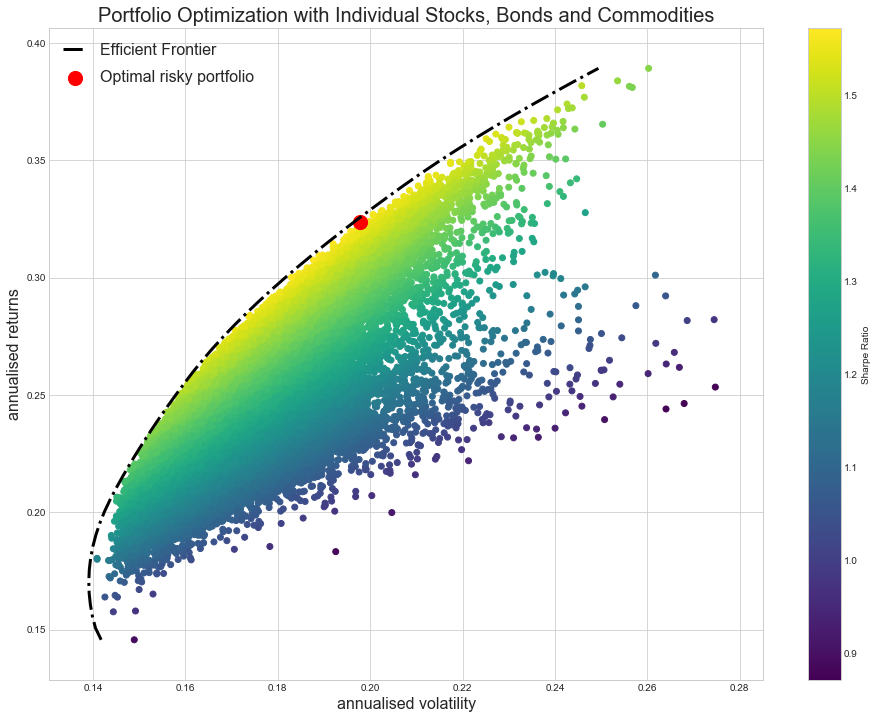 Portfolio Optimization with Individual Stocks, Bonds and Commodities
Efficient Frontier
Optimal risky portfolio
0.40
0.35
0.30
0.25
0.20
0.15
annualised returns
0.14 0.16 0.18 0.20 0.22 0.24 0.26 0.28
annualised volatility
1.5
1.4
1.3
1.2
1.1
1.0
0.9
Sharpe Ratio